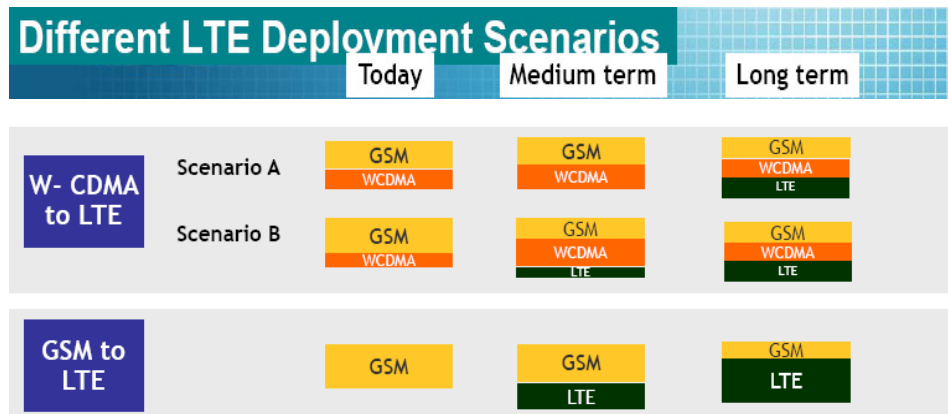 Different LTE Deployment Scenarios
Today Medium term Long term
W- CDMA
to LTE
Scenario A
GSM
WCDMA
GSM
WCDMA
GSM
WCDMA
LTE
Scenario B
GSM
WCDMA
GSM
WCDMA
LTE
GSM
WCDMA
LTE
GSM to
LTE
GSM
GSM
LTE
GSM
LTE